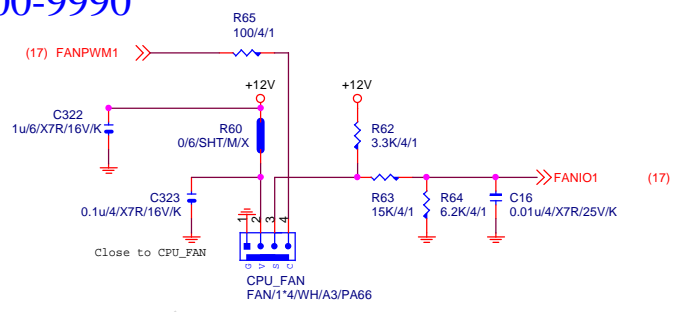 00-9990
R65
100/4/1
(17) FANPWM1
+12V
+12V
C322
1u/6/X7R/16V/K
R60
0/6/SHT/M/X
R62
3.3K/4/1
FANIO1 (17)
C323
0.1u/4/X7R/16V/K
R63
15K/4/1
R64
6.2K/4/1
C16
0.01u/4/X7R/25V/K
1 2 3 4
Close to CPU_FAN
G V S C
CPU_FAN
FAN/1*4/WH/A3/PA66